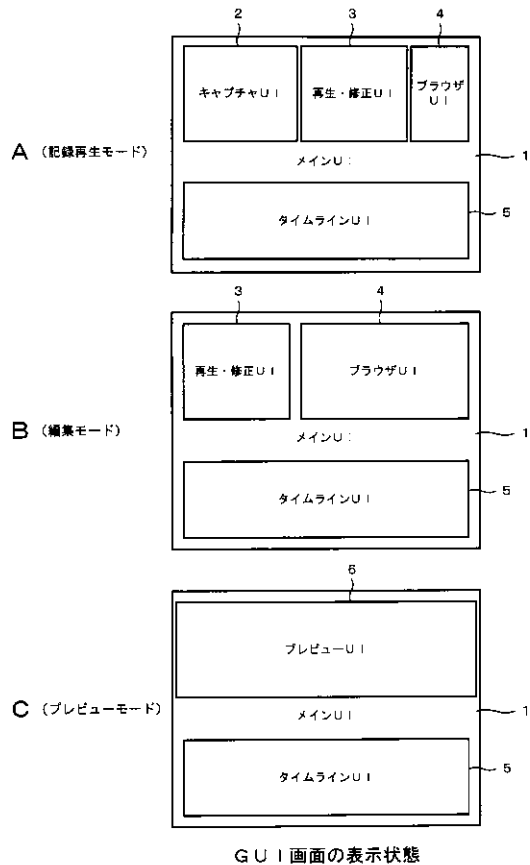 2 3 4
キャプチャUI 再生・修正UI ブラウザ
UI
A (記録再生モード) メインUI 1
タイムラインUI 5
3 4
再生・修正UI ブラウザUI
B (編集モード) メインUI 1
タイムラインUI 5
6
プレビューUI
C (プレビューモード) メインUI 1
タイムラインUI 5
GUI画面の表示状態